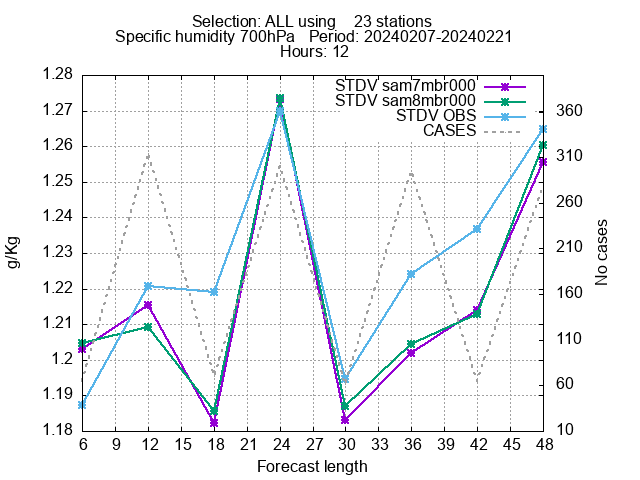 Selection: ALL using    23 stations
Specific humidity 700hPa   Period: 20240207-20240221
Hours: 12
STDV sam7mbr000
STDV sam8mbr000
STDV OBS
CASES
1.28
1.27
1.26
1.25
1.24
1.23
1.22
1.21
1.2
1.19
1.18
g/Kg
360
310
260
210
160
110
60
10
No cases
6 9 12 15 18 21 24 27 30 33 36 39 42 45 48
Forecast length